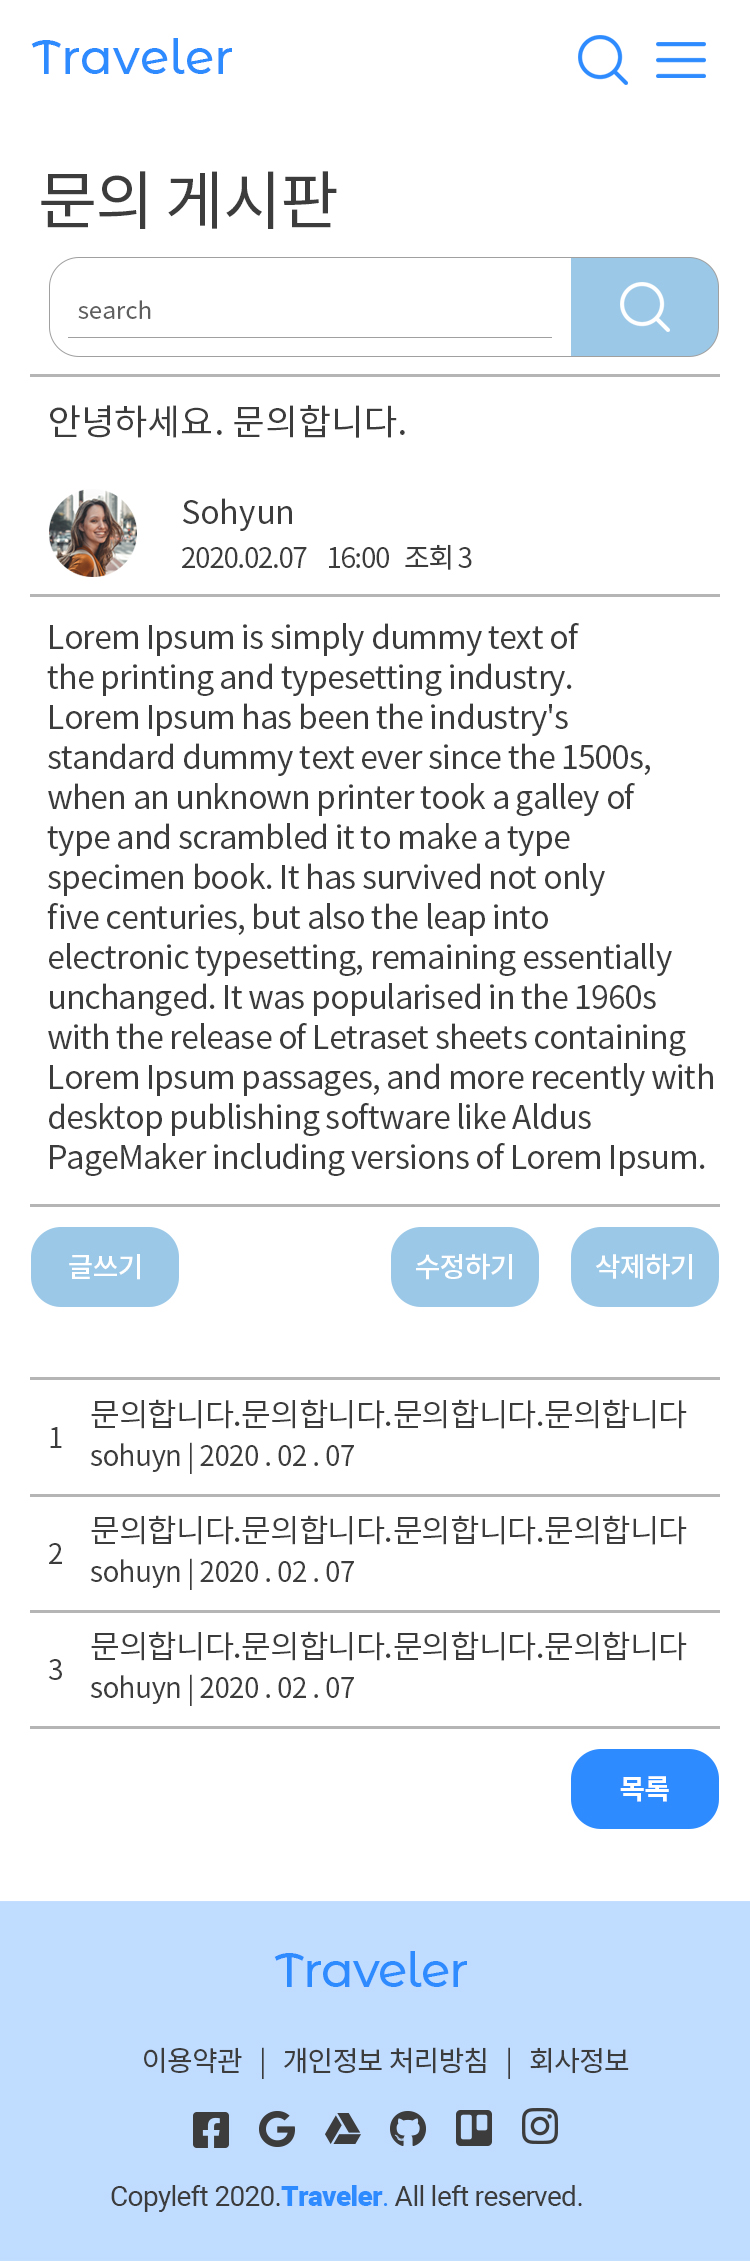 Traveler
문의 게시판
search
안녕하세요. 문의합니다.
Sohyun
2020.02.07 16:00 조회 3
Lorem Ipsum is simply dummy text of
the printing and typesetting industry.
Lorem Ipsum has been the industry's
standard dummy text ever since the 1500s,
when an unknown printer took a galley of
type and scrambled it to make a type
specimen book. It has survived not only
five centuries, but also the leap into
electronic typesetting, remaining essentially
unchanged. It was popularised in the 1960s
with the release of Letraset sheets containing
Lorem Ipsum passages, and more recently with
desktop publishing software like Aldus
PageMaker including versions of Lorem Ipsum.
글쓰기 수정하기 삭제하기
1 문의합니다.문의합니다.문의합니다.문의합니다
sohuyn | 2020 . 02 . 07
2 문의합니다.문의합니다.문의합니다.문의합니다
sohuyn | 2020 . 02 . 07
3 문의합니다.문의합니다.문의합니다.문의합니다
sohuyn | 2020 . 02 . 07
목록
Traveler
이용약관 | 개인정보 처리방침 | 회사정보
Copyleft 2020.Traveler. All left reserved.